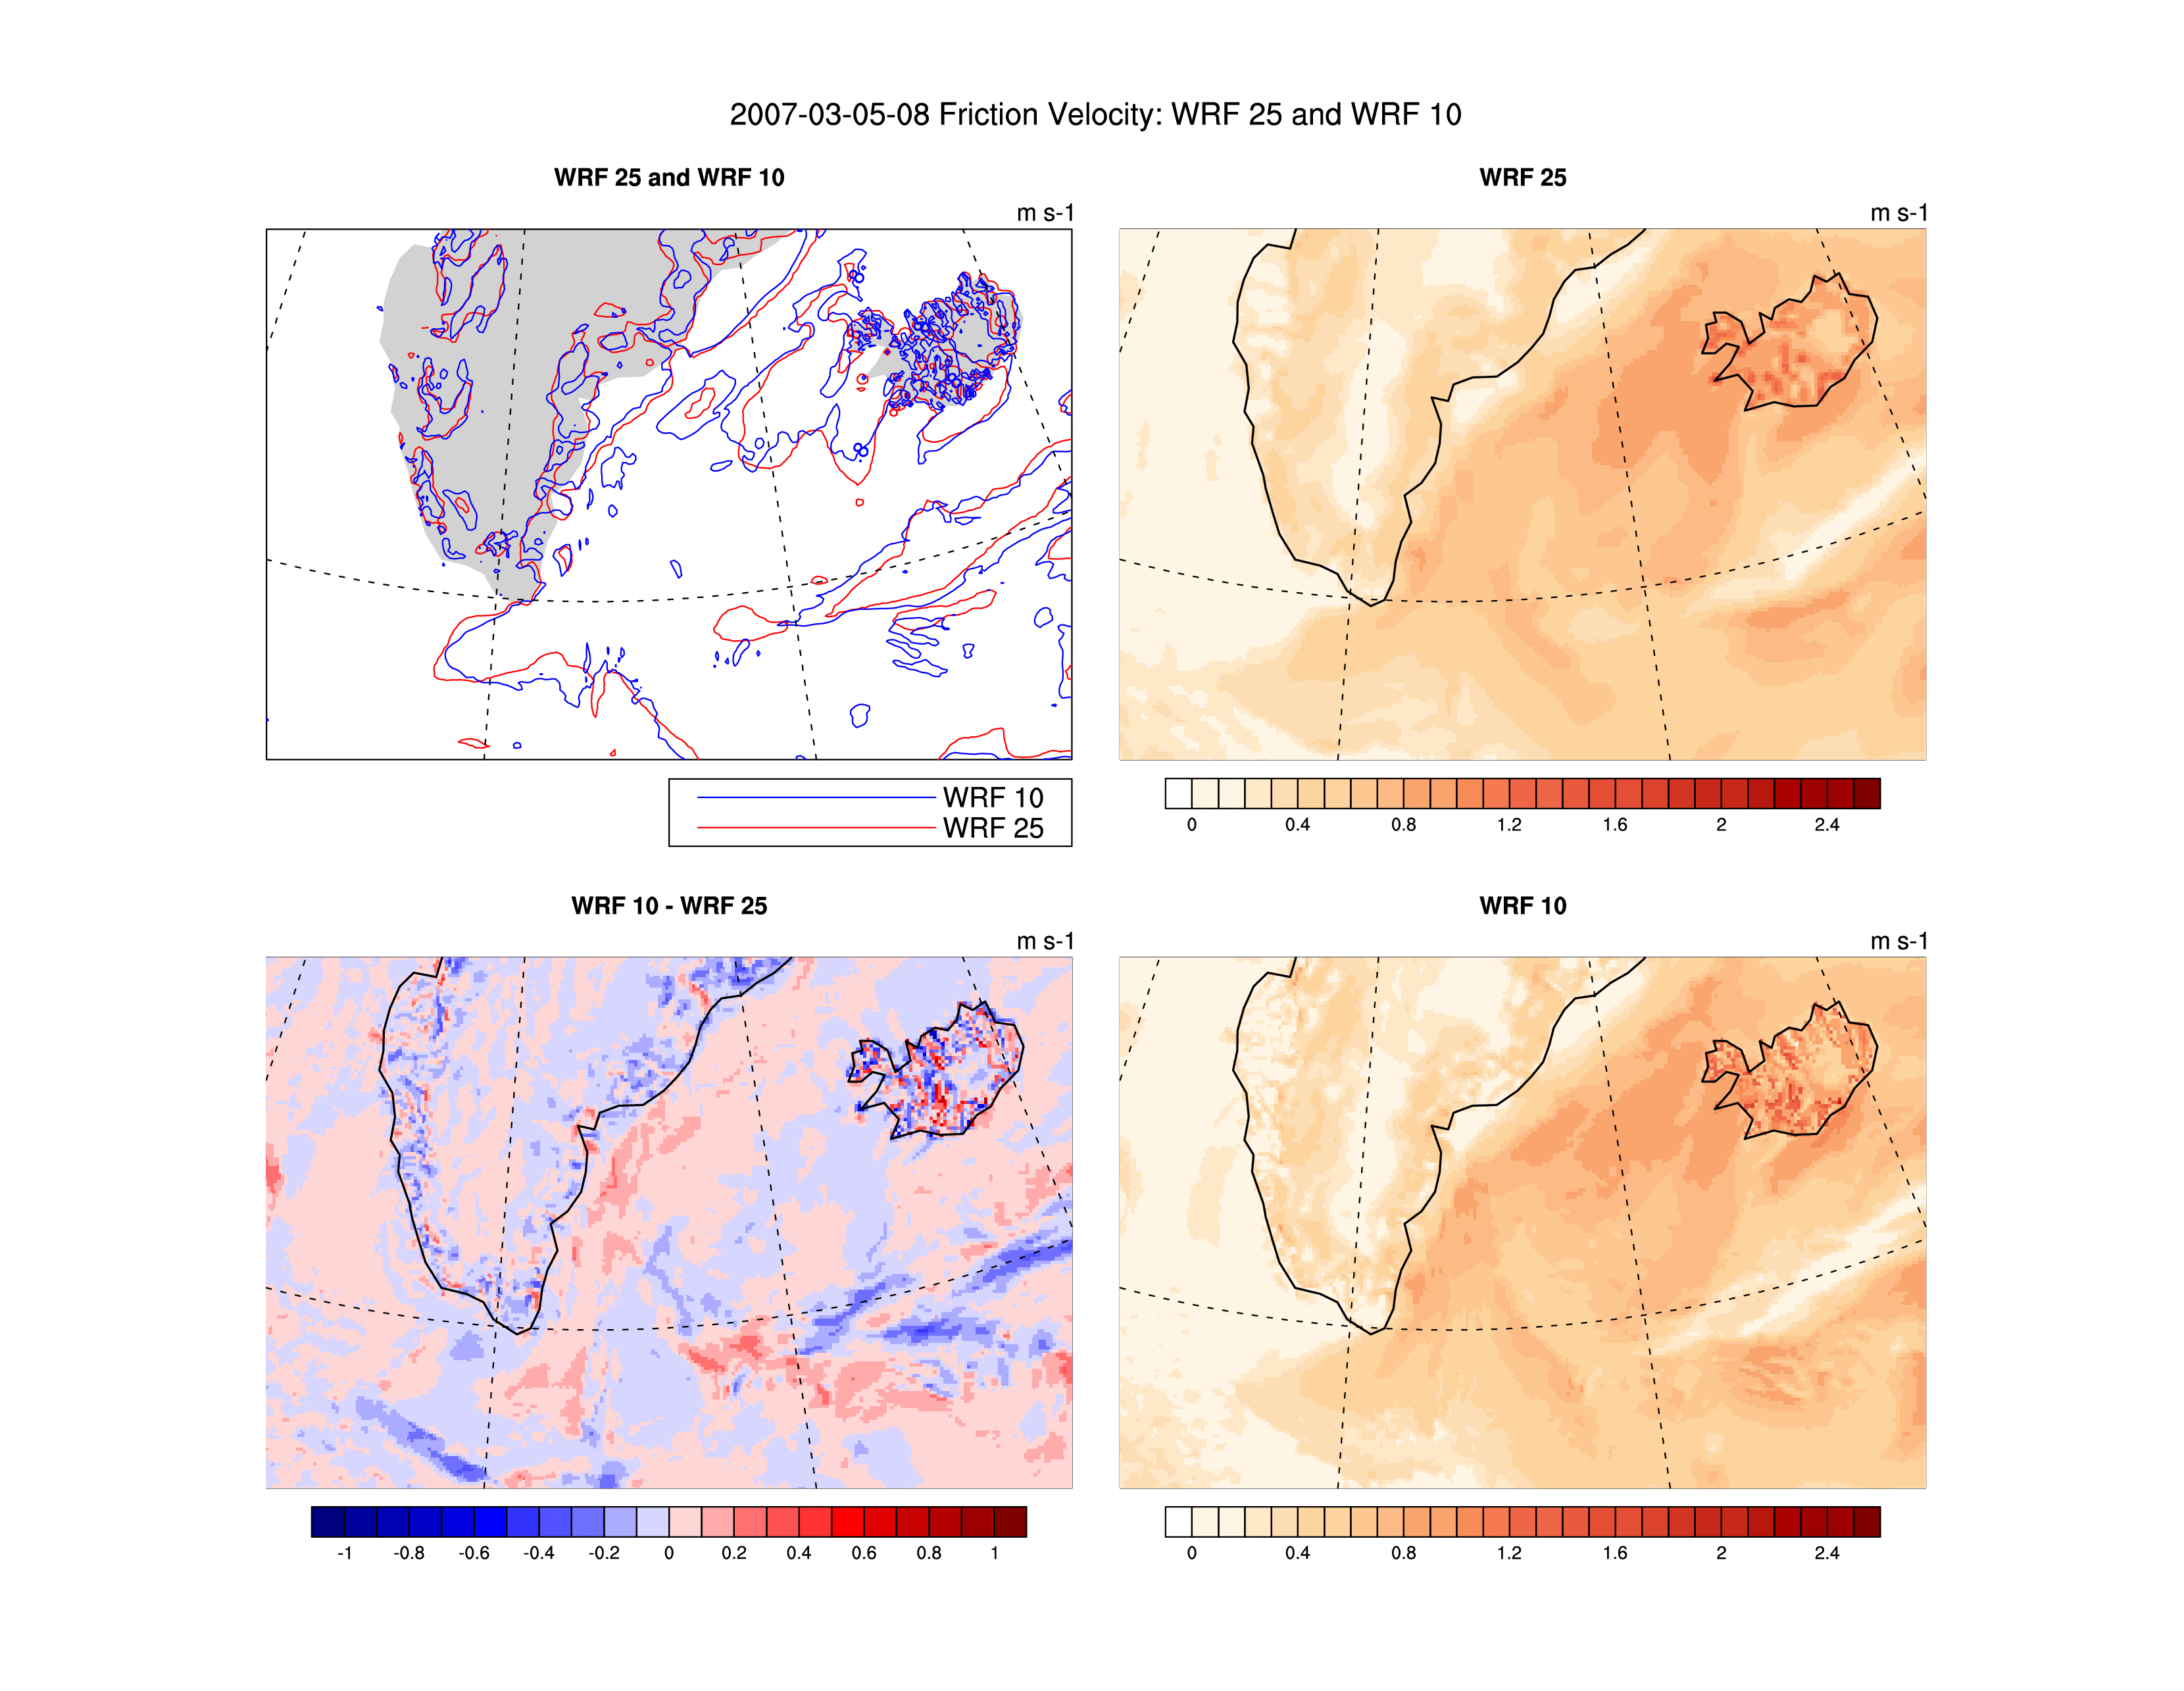 2007-03-05-08 Friction Velocity: WRF 25 and WRF 10
WRF 25 and WRF 10
m s-1
WRF 10
WRF 25
WRF 25
m s-1
0 0.4 0.8 1.2 1.6 2 2.4
WRF 10 - WRF 25
m s-1
-1 -0.8 -0.6 -0.4 -0.2 0 0.2 0.4 0.6 0.8 1
WRF 10
m s-1
0 0.4 0.8 1.2 1.6 2 2.4